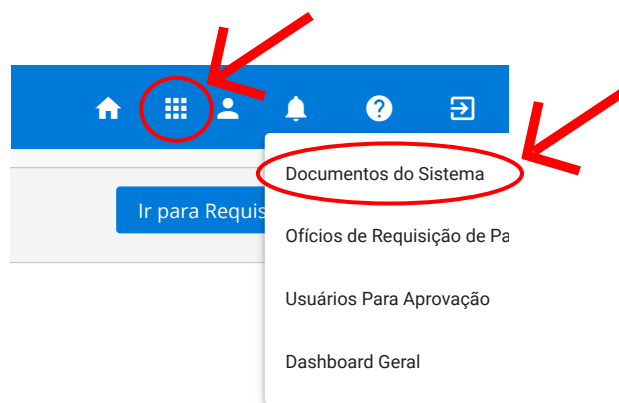 Documentos do Sistema
Ir para Requis
Ofícios de Requisição de Pa
Usuários Para Aprovação
Dashboard Geral